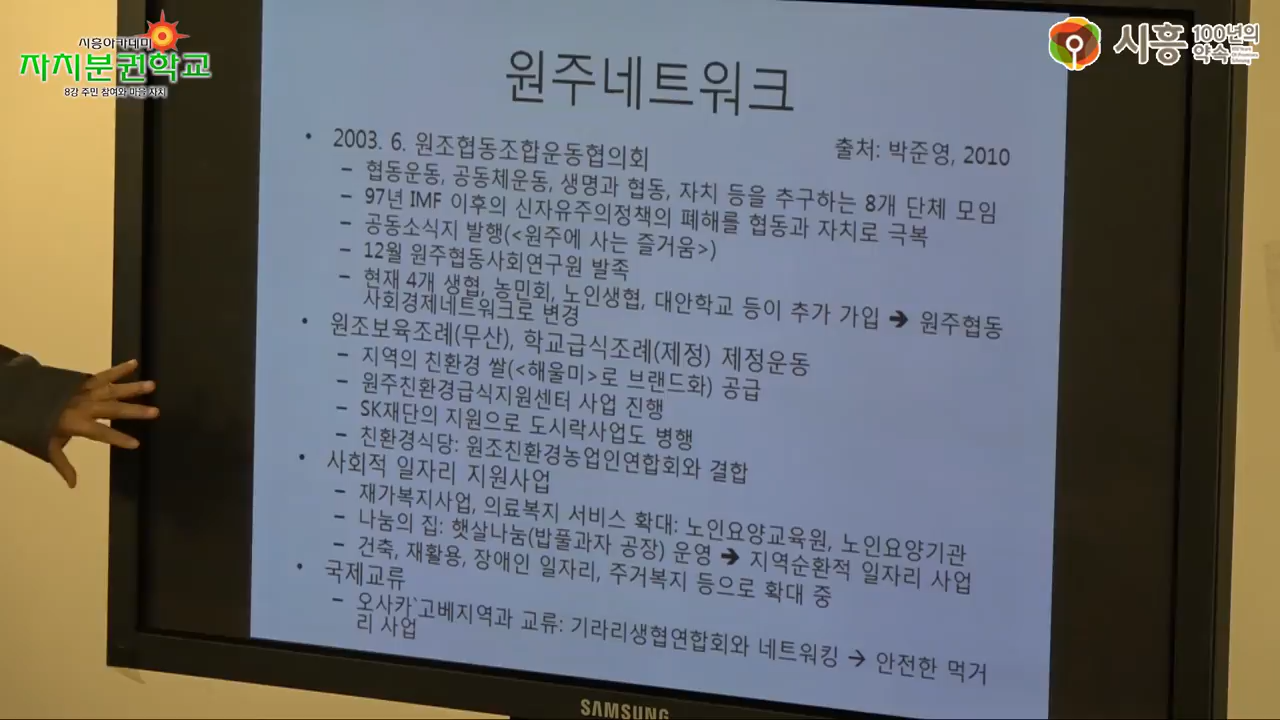 시흥아카데미
자치분권학교
8강 주민 참여와 마을 자치
시흥 100년의 약속
원주네트워크
• 2003. 6. 원조협동조합운동협의회
출처: 박준영, 2010
– 협동운동, 공동체운동, 생명과 협동, 자치 등을 추구하는 8개 단체 모임
– 97년 IMF 이후의 신자유주의정책의 폐해를 협동과 자치로 극복
– 공동소식지 발행(<원주에 사는 즐거움>)
– 12월 원주협동사회연구원 발족
– 현재 4개 생협, 농민회, 노인생협, 대안학교 등이 추가 가입 → 원주협동
사회경제네트워크로 변경
• 원조보육조례(무산), 학교급식조례(제정) 제정운동
– 지역의 친환경 쌀(<해울미>로 브랜드화) 공급
– 원주친환경급식지원센터 사업 진행
– SK재단의 지원으로 도시락사업도 병행
– 친환경식당: 원조친환경농업인연합회와 결합
• 사회적 일자리 지원사업
– 재가복지사업, 의료복지 서비스 확대: 노인요양교육원, 노인요양기관
– 나눔의 집: 햇살나눔(밥풀과자 공장) 운영 → 지역순환적 일자리 사업
– 건축, 재활용, 장애인 일자리, 주거복지 등으로 확대 중
• 국제교류
– 오사카`고베지역과 교류: 기라리생협연합회와 네트워킹 → 안전한 먹거
리 사업
SAMSUNG